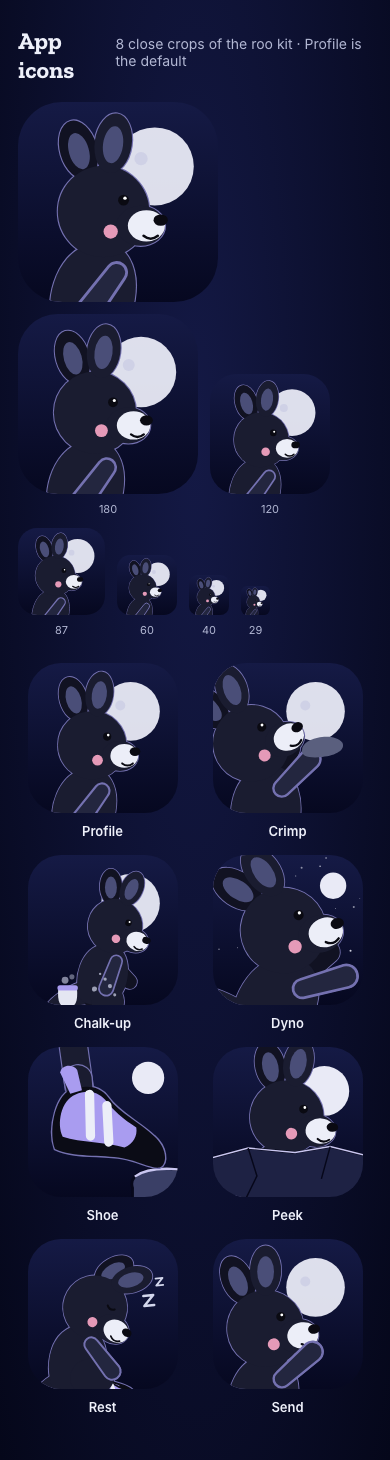 App
icons
8 close crops of the roo kit · Profile is
the default
180
120
87
60
40
29
Profile
Crimp
Chalk-up
Dyno
Shoe
Peek
z
z
Rest
Send